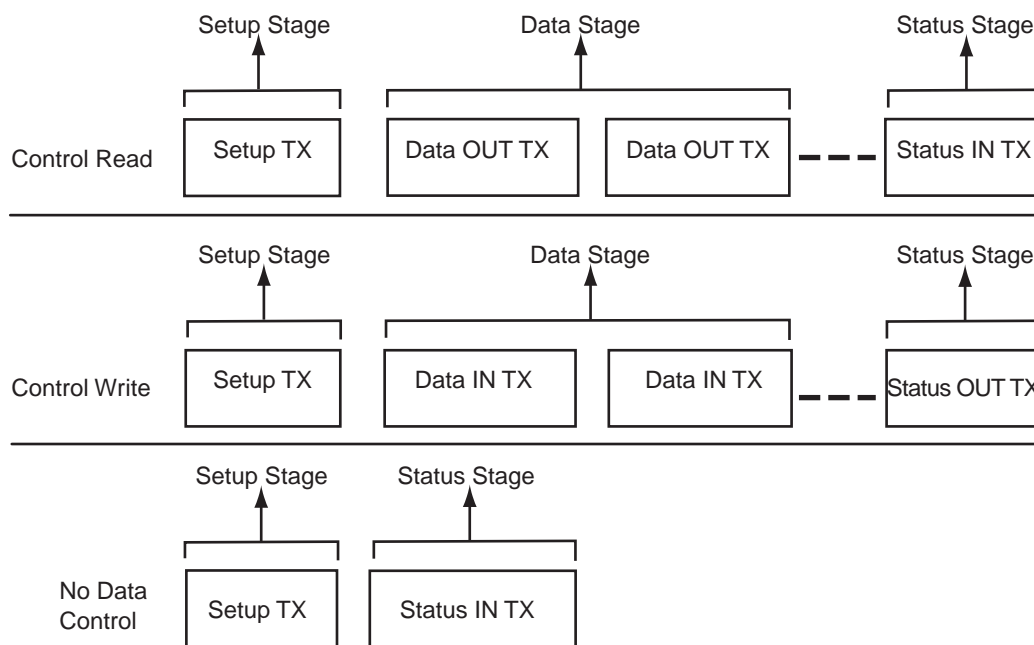 Setup Stage Data Stage Status Stage
Control Read Setup TX Data OUT TX Data OUT TX Status IN TX
Setup Stage Data Stage Status Stage
Control Write Setup TX Data IN TX Data IN TX Status OUT TX
Setup Stage Status Stage
No Data
Control
Setup TX Status IN TX